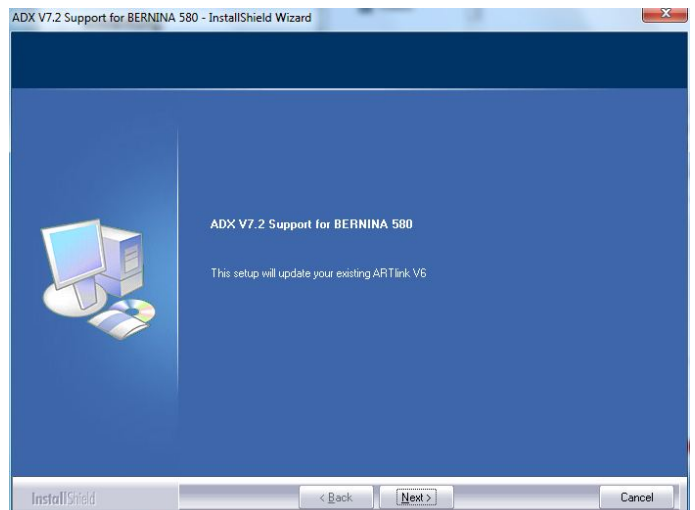 ADX V7.2 Support for BERNINA 580 - InstallShield Wizard
ADX V7.2 Support for BERNINA 580
This setup will update your existing ARTlink V6
InstallShield
< Back
Next >
Cancel